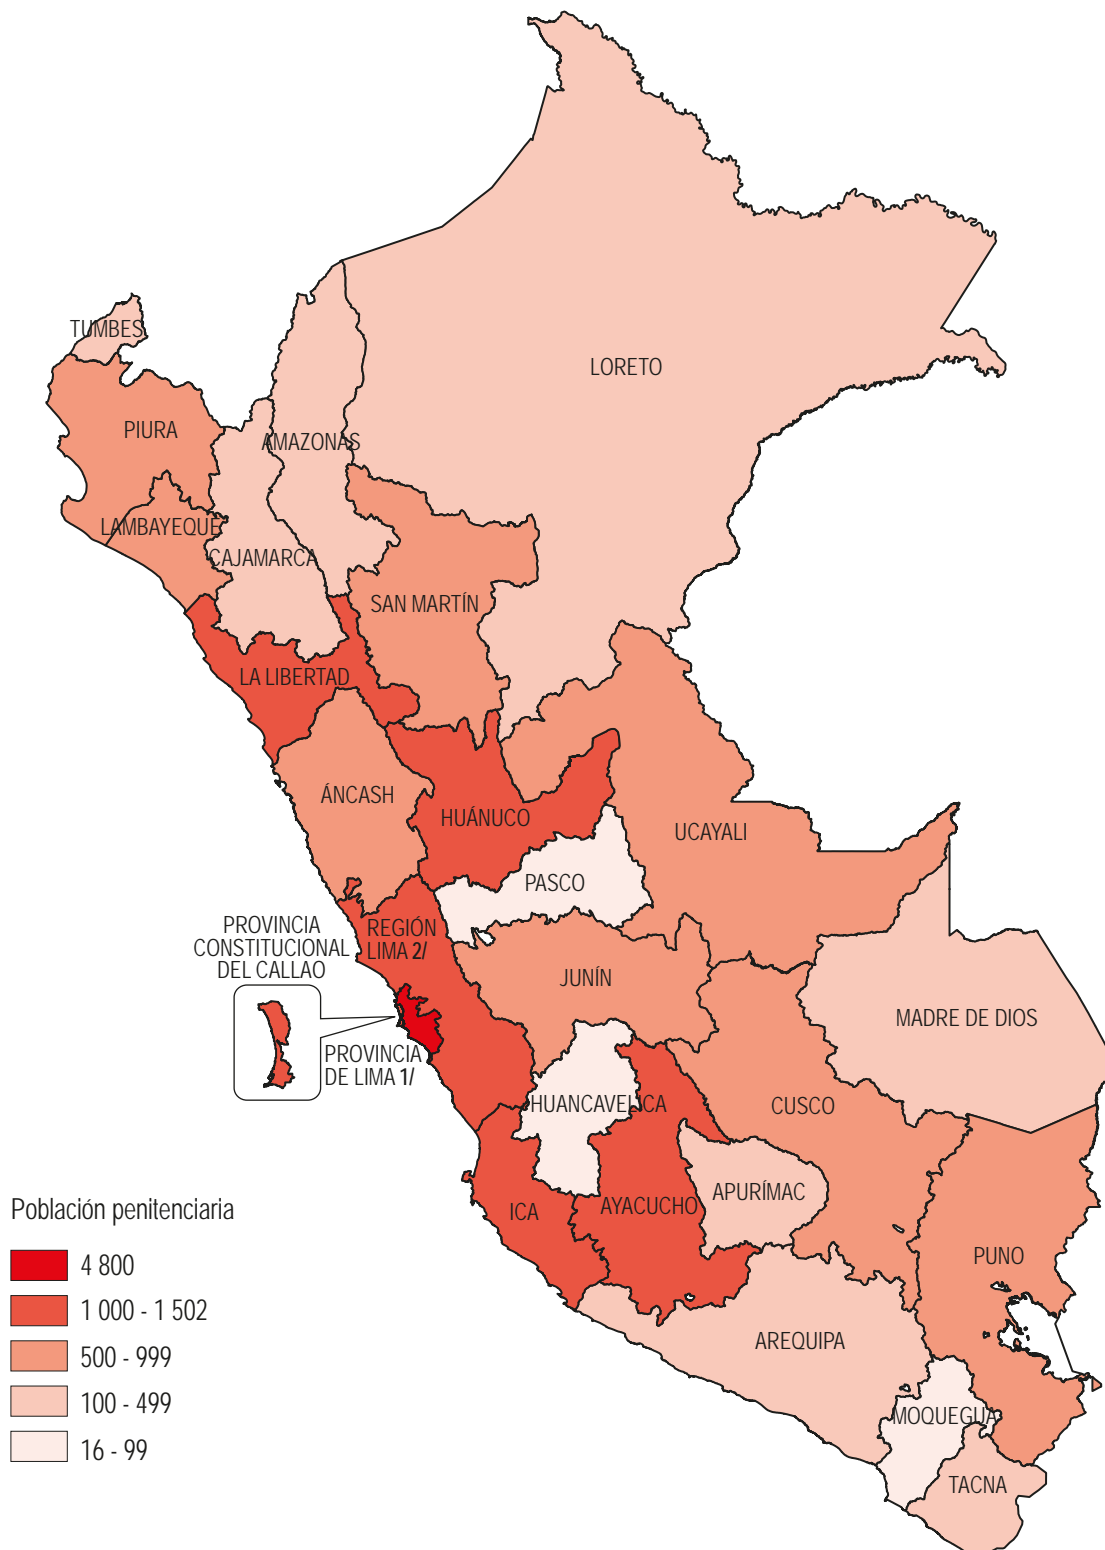 LORETO
TUMBES
PIURA
AMAZONAS
LAMBAYEQUE
CAJAMARCA
SAN MARTÍN
LA LIBERTAD
ÁNCASH
HUÁNUCO
UCAYALI
PASCO
PROVINCIA
CONSTITUCIONAL
DEL CALLAO
REGIÓN
LIMA 2/
JUNÍN
MADRE DE DIOS
PROVINCIA
DE LIMA 1/
HUANCAVELICA
CUSCO
APURÍMAC
ICA
AYACUCHO
PUNO
AREQUIPA
MOQUEGUA
TACNA
Población penitenciaria
4 800
1 000 - 1 502
500 - 999
100 - 499
16 - 99